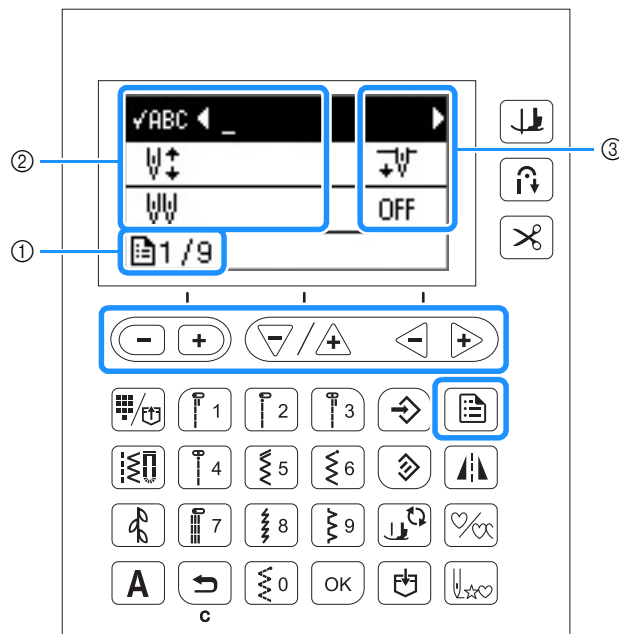 ✓ABC _
②
③
OFF
①
1 /9
- + - / + - +
1 2 3
4 5 6
7 8 9
A 0 OK
C